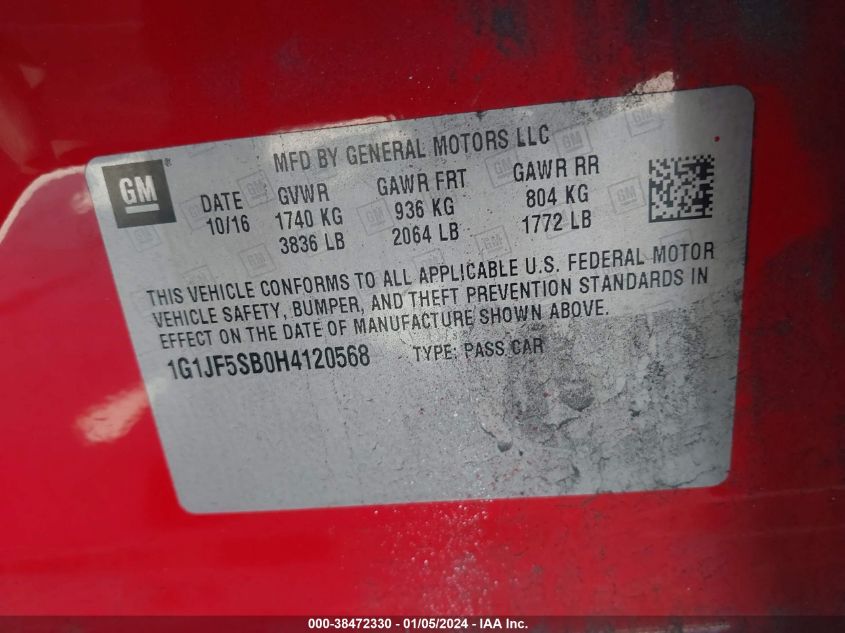 MFD BY GENERAL MOTORS LLC
GM
DATE GVWR GAWR FRT GAWR RR
10/16 1740 KG 936 KG 804 KG
3836 LB 2064 LB 1772 LB
THIS VEHICLE CONFORMS TO ALL APPLICABLE U.S. FEDERAL MOTOR
VEHICLE SAFETY, BUMPER, AND THEFT PREVENTION STANDARDS IN
EFFECT ON THE DATE OF MANUFACTURE SHOWN ABOVE.
1G1JF5SB0H4120568 TYPE: PASS CAR
000-38472330 - 01/05/2024 - IAA Inc.